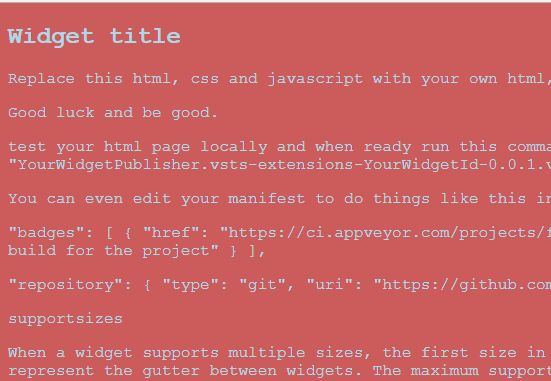 Widget title
Replace this html, css and javascript with your own html,
Good luck and be good.
test your html page locally and when ready run this comma
"YourWidgetPublisher.vsts-extensions-YourWidgetId-0.0.1.v
You can even edit your manifest to do things like this in
"badges": [ { "href": "https://ci.appveyor.com/projects/f
build for the project" } ],
"repository": { "type": "git", "uri": "https://github.com
supportsizes
When a widget supports multiple sizes, the first size in
represent the gutter between widgets. The maximum support